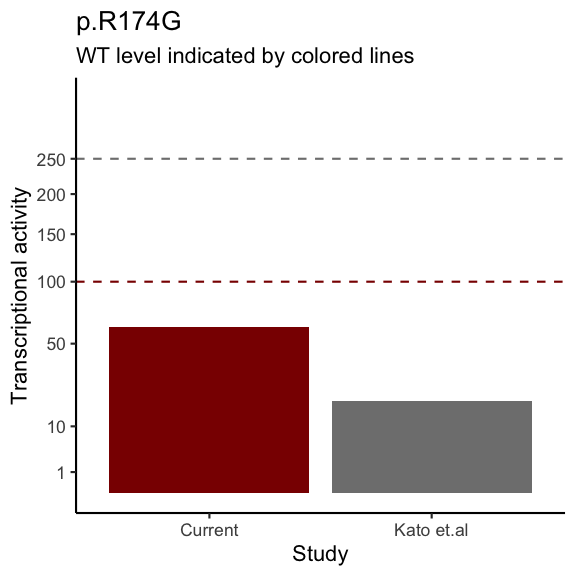 p.R174G
WT level indicated by colored lines
Transcriptional activity
250
200
150
100
50
10
1
Current
Kato et.al
Study